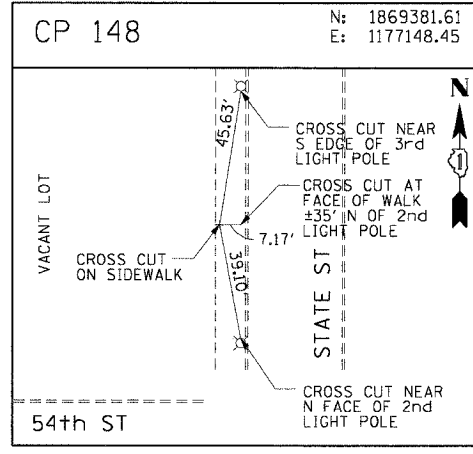 CP 148
N: 1869381.61
E: 1177148.45
N
1
45.63'
CROSS CUT NEAR
S EDGE OF 3rd
LIGHT POLE
CROSS CUT AT
FACE OF WALK
±35' N OF 2nd
LIGHT POLE
7.17'
VACANT LOT
CROSS CUT
ON SIDEWALK
39.10'
STATE ST
CROSS CUT NEAR
N FACE OF 2nd
LIGHT POLE
54th ST